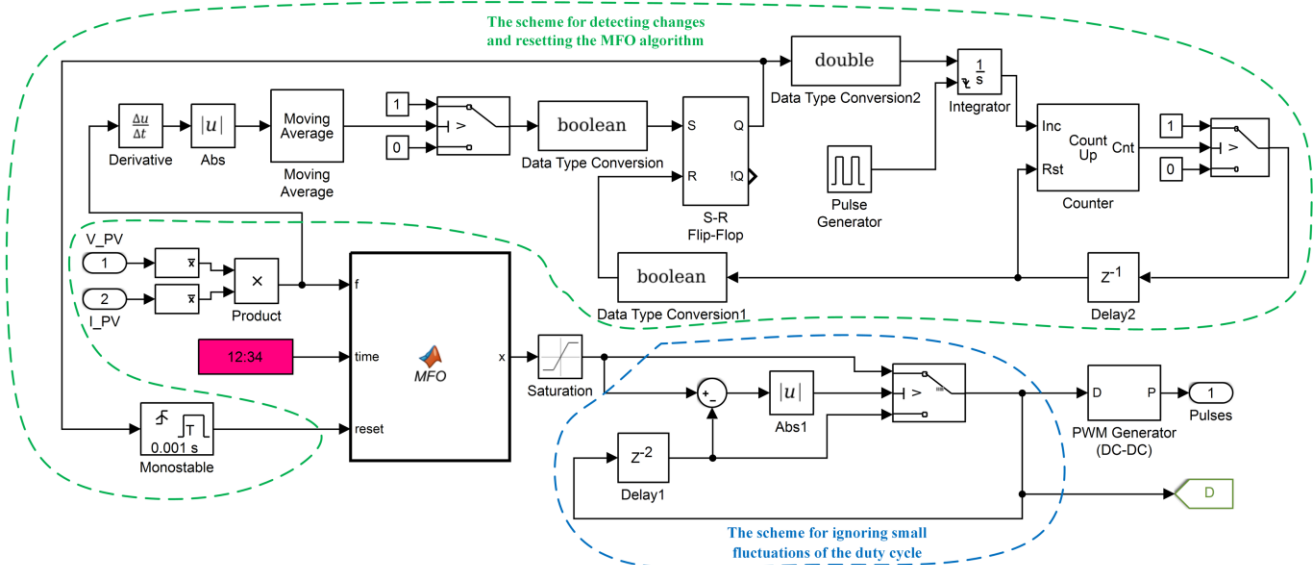 The scheme for detecting changes
and resetting the MFO algorithm
double
Data Type Conversion2
1
s
Integrator
Δu
Δt
Derivative
|u|
Abs
Moving
Average
Moving
Average
1
>
0
boolean
Data Type Conversion
S
Q
R
!Q
S-R
Flip-Flop
Pulse
Generator
Inc
Count
Up
Cnt
Rst
Counter
1
>
0
boolean
Data Type Conversion1
Z-1
Delay2
V_PV
1
x
2
x
I_PV
×
Product
f
time
reset
x
MFO
12:34
T
0.001 s
Monostable
Saturation
+
−
|u|
Abs1
>
Z-2
Delay1
D
P
PWM Generator
(DC-DC)
1
Pulses
D
The scheme for ignoring small
fluctuations of the duty cycle